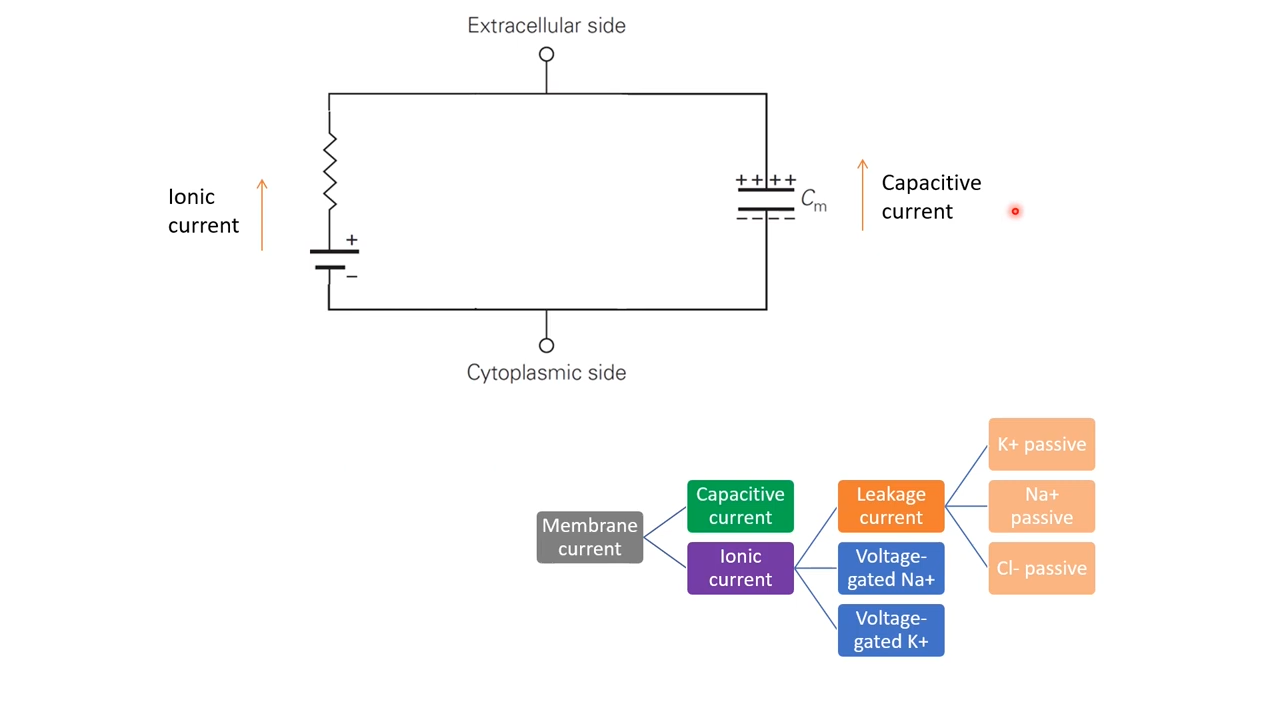 Extracellular side
Ionic
current
+
−
++++
− − − −
Cm
Capacitive
current
Cytoplasmic side
Membrane
current
Capacitive
current
Ionic
current
Leakage
current
Voltage-
gated Na+
Voltage-
gated K+
K+ passive
Na+
passive
Cl- passive